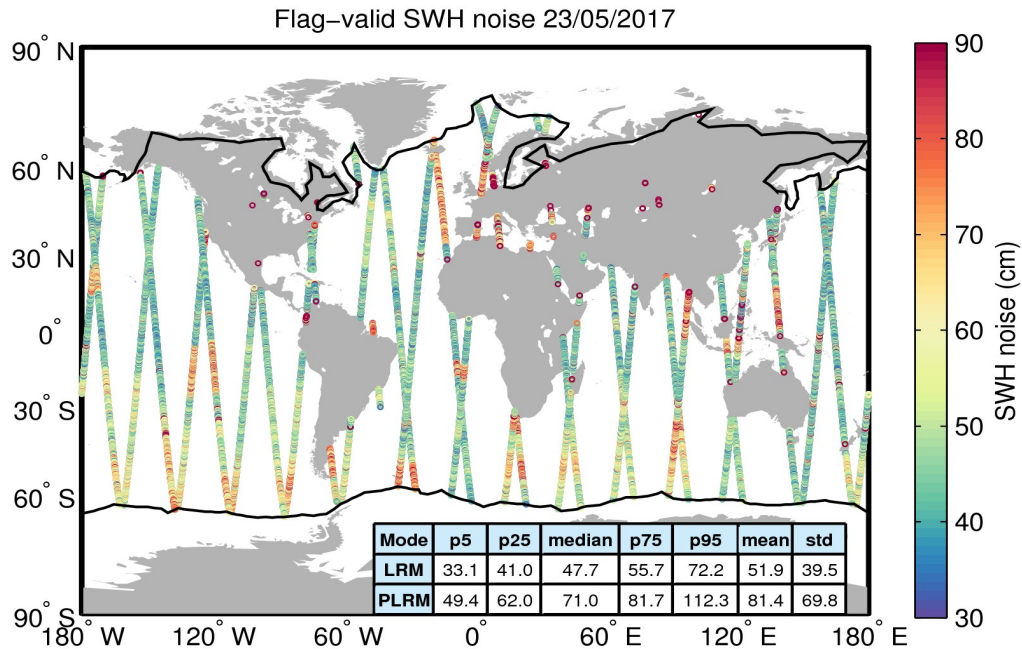 Flag−valid SWH noise 23/05/2017
90° N
60° N
30° N
0°
30° S
60° S
90° S
180° W
120° W
60° W
0°
60° E
120° E
180° E
Mode p5 p25 median p75 p95 mean std
LRM 33.1 41.0 47.7 55.7 72.2 51.9 39.5
PLRM 49.4 62.0 71.0 81.7 112.3 81.4 69.8
90
80
70
60
50
40
30
SWH noise (cm)